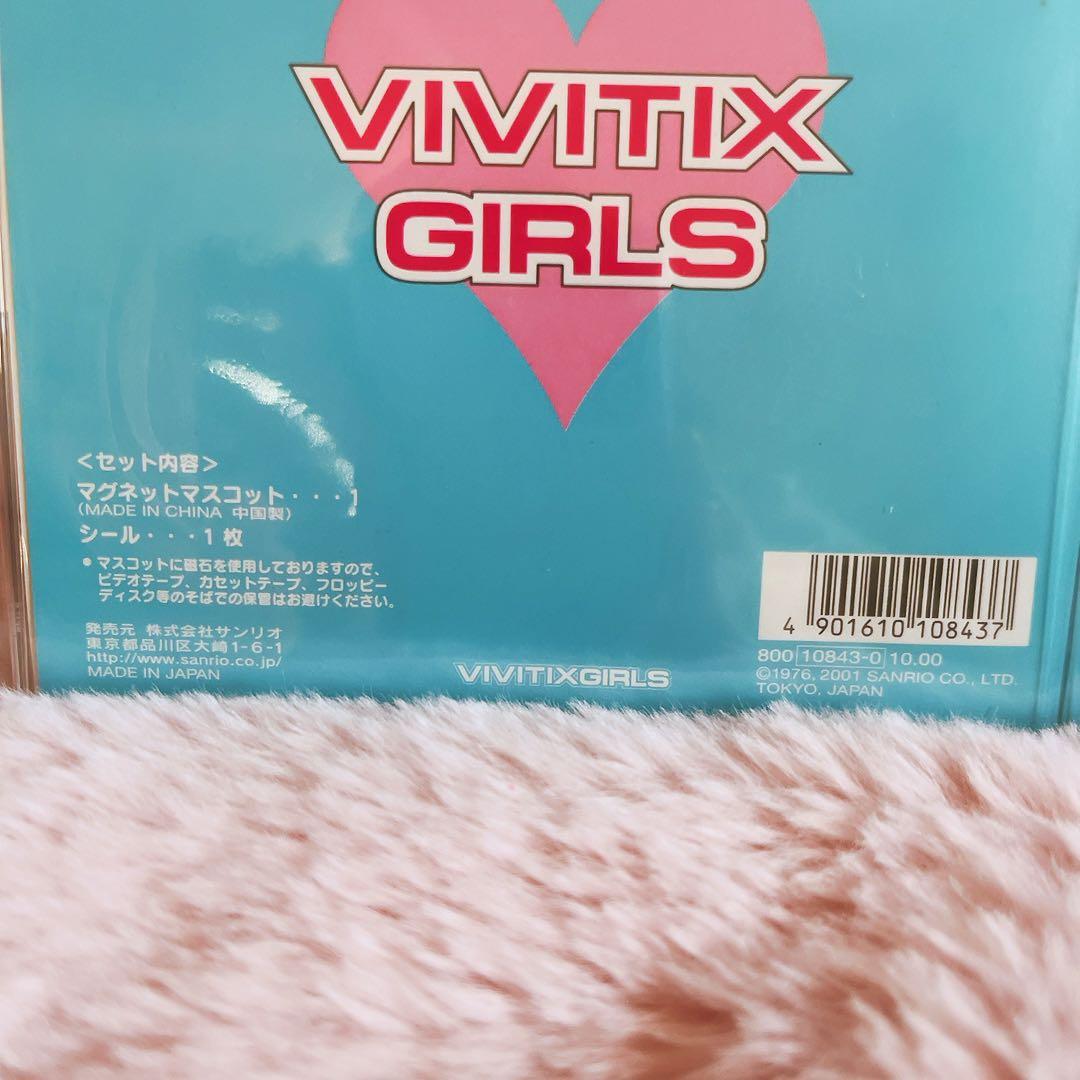 VIVITIX
GIRLS
<セット内容>
マグネットマスコット・・・1
(MADE IN CHINA 中国製)
シール・・・1枚
●マスコットに磁石を使用しておりますので、
ビデオテープ、カセットテープ、フロッピー
ディスク等のそばでの保管はお避けください。
発売元 株式会社サンリオ
東京都品川区大崎1-6-1
http://www.sanrio.co.jp/
MADE IN JAPAN
VIVITIXGIRLS
4 901610 108437
800 10843-0 10.00
©1976, 2001 SANRIO CO., LTD.
TOKYO, JAPAN